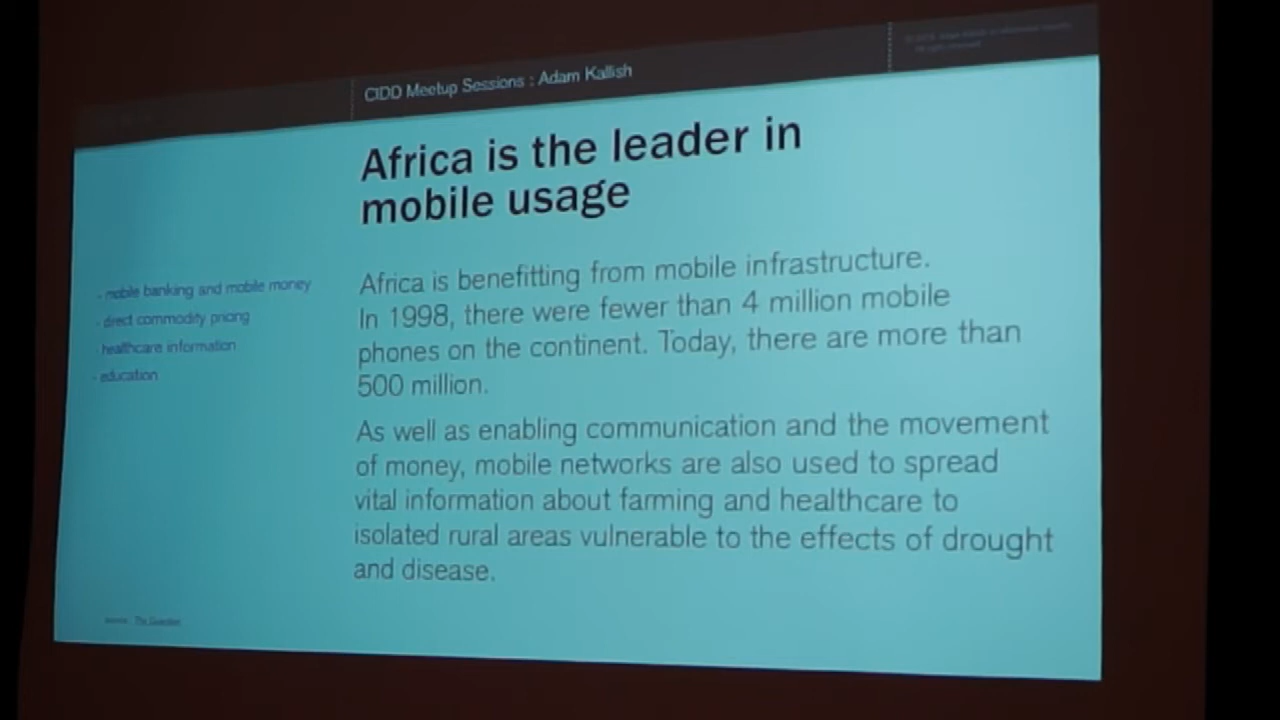 CIDD Meetup Sessions : Adam Kallish
Africa is the leader in
mobile usage
- mobile banking and mobile money
- direct commodity pricing
healthcare information
- education
Africa is benefitting from mobile infrastructure.
In 1998, there were fewer than 4 million mobile
phones on the continent. Today, there are more than
500 million.
As well as enabling communication and the movement
of money, mobile networks are also used to spread
vital information about farming and healthcare to
isolated rural areas vulnerable to the effects of drought
and disease.
source : The Guardian